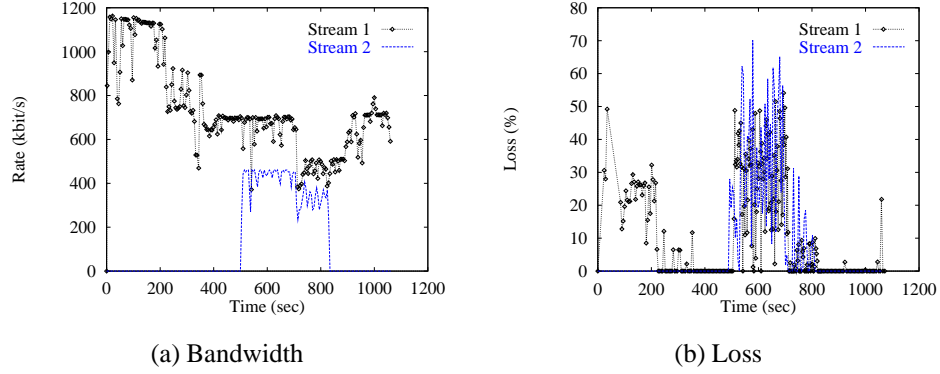 1200
1000
800
600
400
200
0
Rate (kbit/s)
Stream 1
Stream 2
0 200 400 600 800 1000 1200
Time (sec)
(a) Bandwidth
80
70
60
50
40
30
20
10
0
Loss (%)
Stream 1
Stream 2
0 200 400 600 800 1000 1200
Time (sec)
(b) Loss